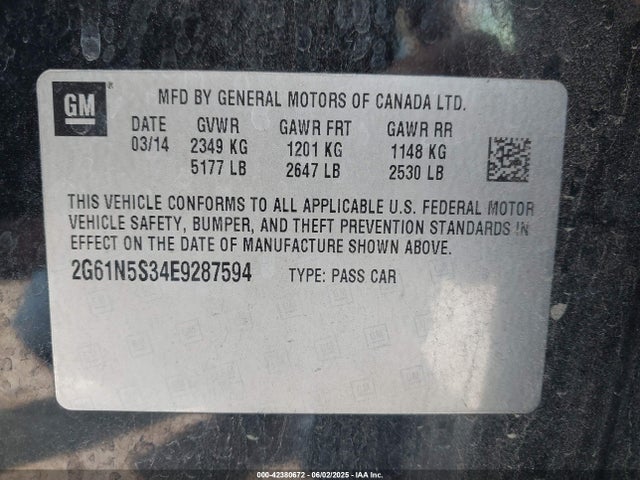 GM
MFD BY GENERAL MOTORS OF CANADA LTD.
DATE GVWR GAWR FRT GAWR RR
03/14 2349 KG 1201 KG 1148 KG
5177 LB 2647 LB 2530 LB
THIS VEHICLE CONFORMS TO ALL APPLICABLE U.S. FEDERAL MOTOR
VEHICLE SAFETY, BUMPER, AND THEFT PREVENTION STANDARDS IN
EFFECT ON THE DATE OF MANUFACTURE SHOWN ABOVE.
2G61N5S34E9287594 TYPE: PASS CAR
000-42380672 - 06/02/2025 - IAA Inc.